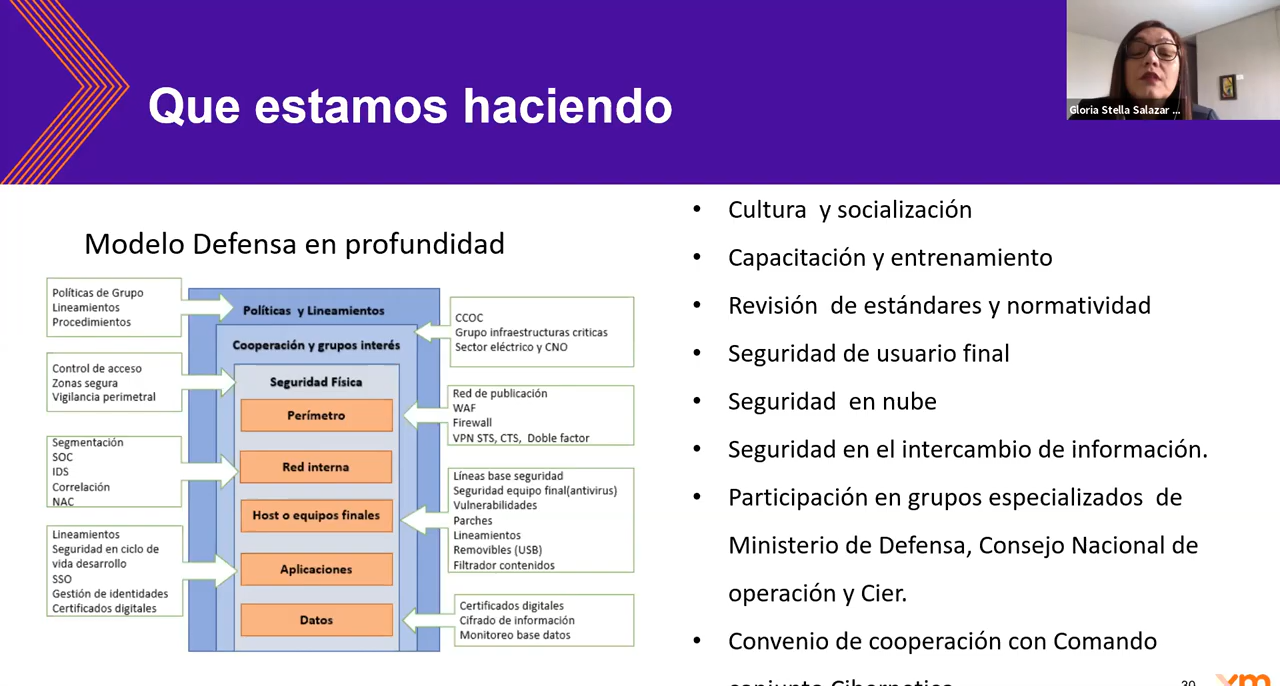 Que estamos haciendo
Gloria Stella Salazar ...
Modelo Defensa en profundidad
Políticas de Grupo
Lineamientos
Procedimientos
Control de acceso
Zonas segura
Vigilancia perimetral
Segmentación
SOC
IDS
Correlación
NAC
Lineamientos
Seguridad en ciclo de
vida desarrollo
SSO
Gestión de identidades
Certificados digitales
Políticas y Lineamientos
Cooperación y grupos interés
Seguridad Física
Perímetro
Red interna
Host o equipos finales
Aplicaciones
Datos
CCOC
Grupo infraestructuras criticas
Sector eléctrico y CNO
Red de publicación
WAF
Firewall
VPN STS, CTS, Doble factor
Líneas base seguridad
Seguridad equipo final(antivirus)
Vulnerabilidades
Parches
Lineamientos
Removibles (USB)
Filtrador contenidos
Certificados digitales
Cifrado de información
Monitoreo base datos
• Cultura y socialización
• Capacitación y entrenamiento
• Revisión de estándares y normatividad
• Seguridad de usuario final
• Seguridad en nube
• Seguridad en el intercambio de información.
• Participación en grupos especializados de
Ministerio de Defensa, Consejo Nacional de
operación y Cier.
• Convenio de cooperación con Comando
conjunto Cibernetico
30
xm